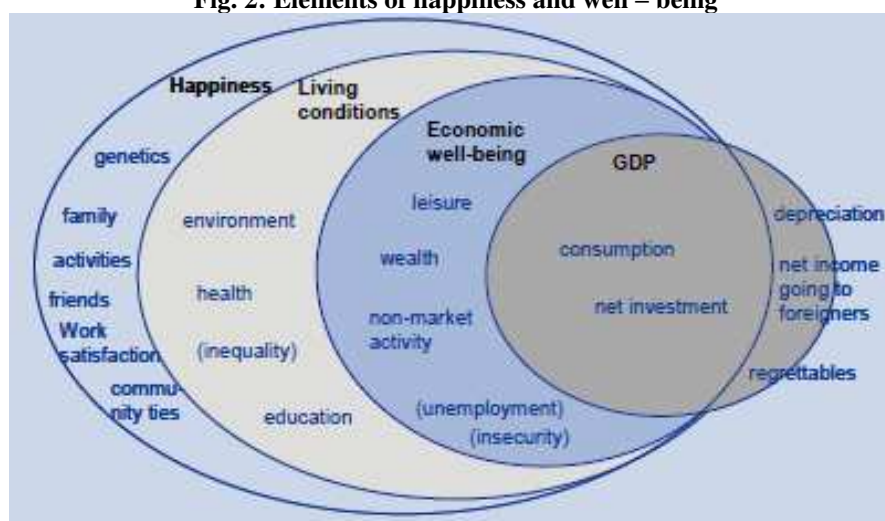 Fig. 2: Elements of happiness and well – being
Happiness
Living
conditions
Economic
well-being
GDP
genetics
family
activities
friends
Work
satisfaction
commu-
nity ties
environment
health
(inequality)
education
leisure
wealth
non-market
activity
(unemployment)
(insecurity)
consumption
net investment
depreciation
net income
going to
foreigners
regrettables